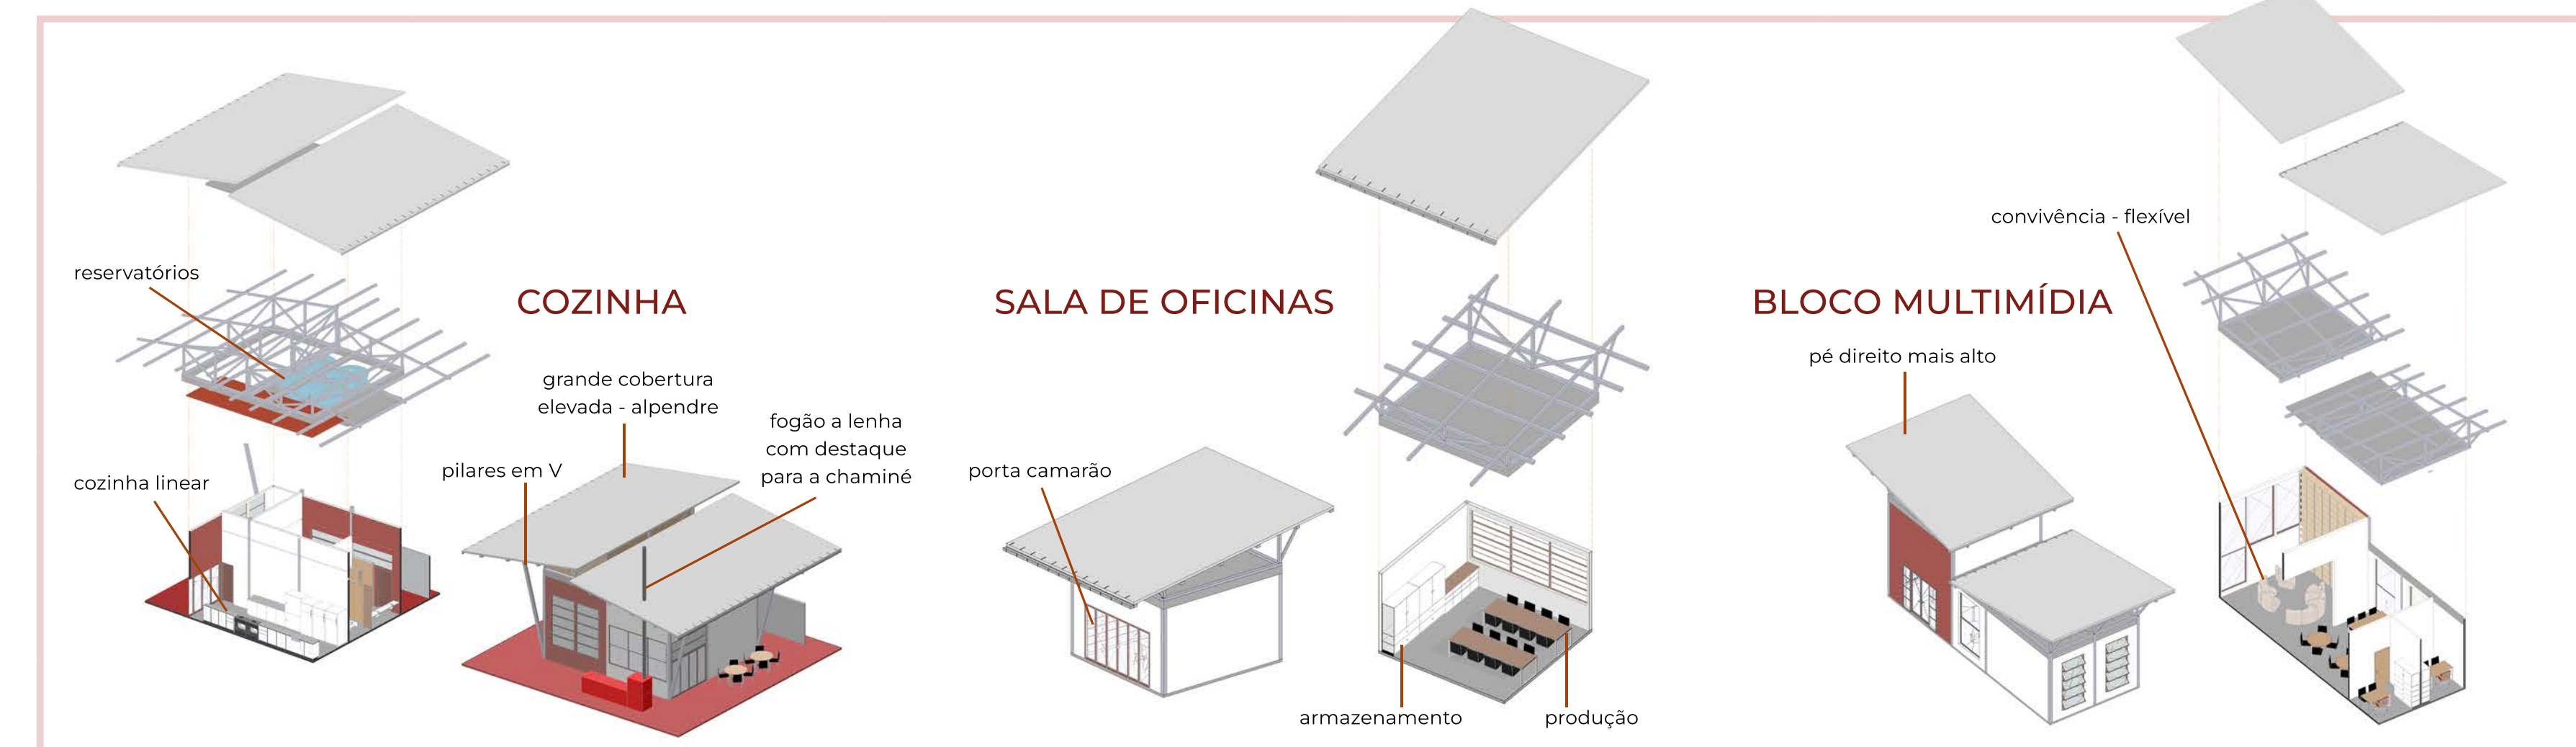 reservatórios
cozinha linear
COZINHA
grande cobertura
elevada - alpendre
fogão a lenha
com destaque
para a chaminé
pilares em V
SALA DE OFICINAS
porta camarão
armazenamento
produção
BLOCO MULTIMÍDIA
convivência - flexível
pé direito mais alto